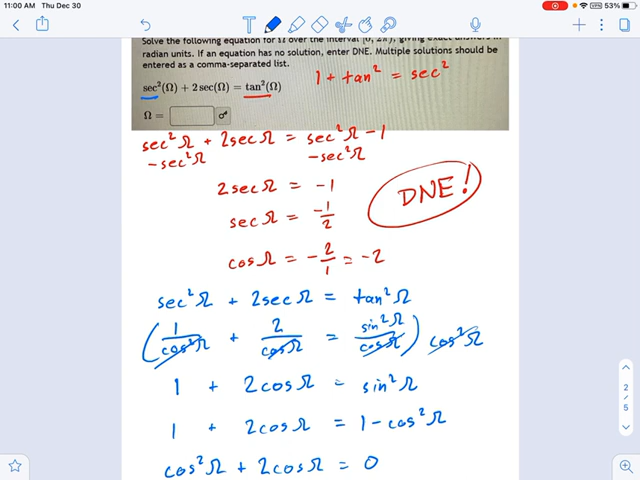 11:00 AM Thu Dec 30
VPN 53%
Solve the following equation for Ω over the interval [0, 2π), giving exact answers in
radian units. If an equation has no solution, enter DNE. Multiple solutions should be
entered as a comma-separated list.
1 + tan² = sec²
sec²(Ω) + 2 sec(Ω) = tan²(Ω)
Ω =
sec²Ω + 2secΩ = sec²Ω - 1
-sec²Ω -sec²Ω
2secΩ = -1
DNE!
secΩ = -1/2
cosΩ = -2/1 = -2
sec²Ω + 2secΩ = tan²Ω
(1/cos²Ω + 2/cosΩ = sin²Ω/cos²Ω) cos²Ω
1 + 2cosΩ = sin²Ω
1 + 2cosΩ = 1 - cos²Ω
cos²Ω + 2cosΩ = 0
2
/
5